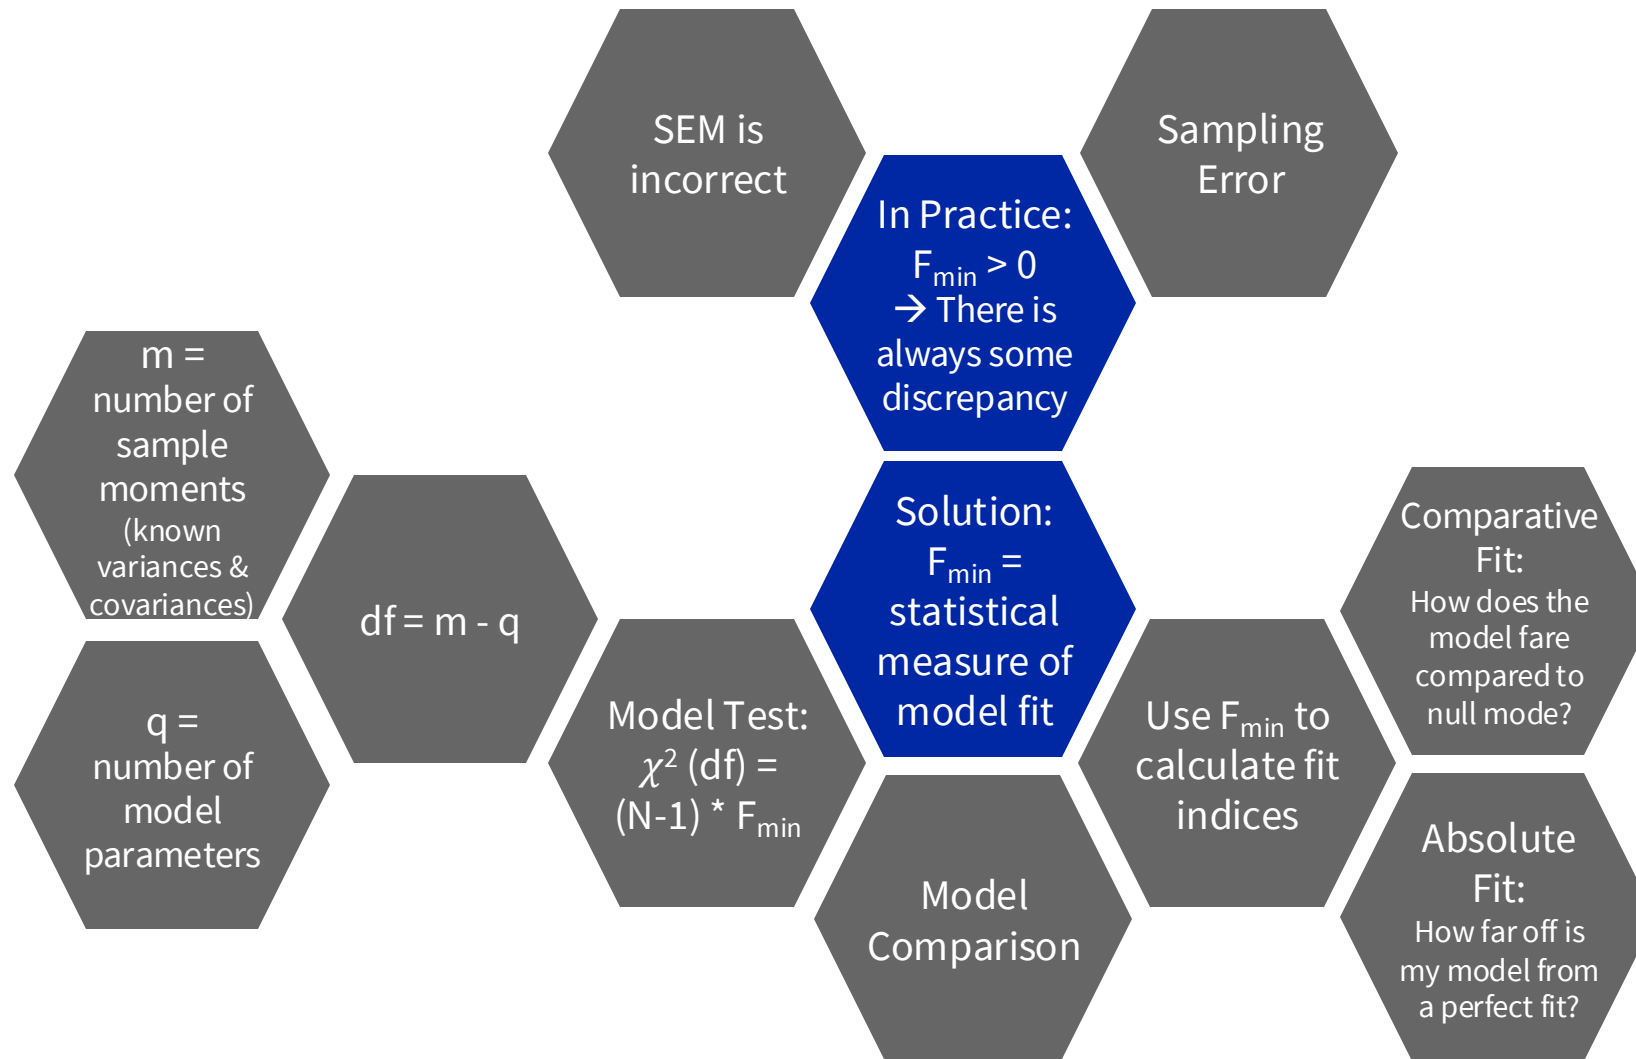 SEM is
incorrect
Sampling
Error
In Practice:
Fmin > 0
→ There is
always some
discrepancy
m =
number of
sample
moments
(known
variances &
covariances)
df = m - q
q =
number of
model
parameters
Model Test:
χ² (df) =
(N-1) * Fmin
Solution:
Fmin =
statistical
measure of
model fit
Model
Comparison
Use Fmin to
calculate fit
indices
Comparative
Fit:
How does the
model fare
compared to
null mode?
Absolute
Fit:
How far off is
my model from
a perfect fit?